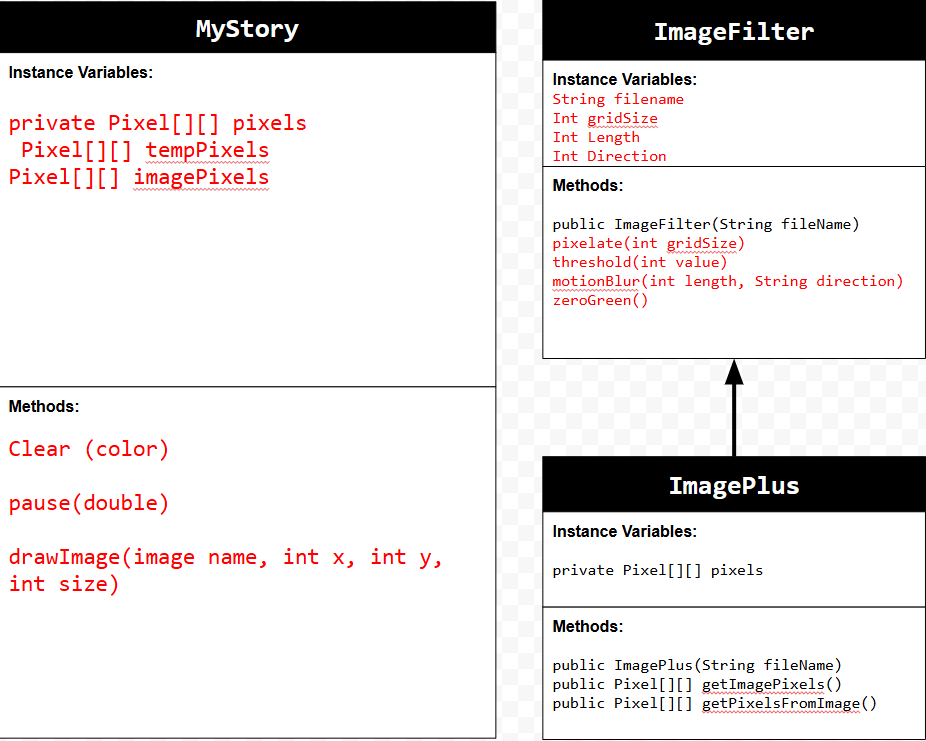 MyStory
Instance Variables:
private Pixel[][] pixels
Pixel[][] tempPixels
Pixel[][] imagePixels
Methods:
Clear (color)
pause(double)
drawImage(image name, int x, int y,
int size)
ImageFilter
Instance Variables:
String filename
Int gridSize
Int Length
Int Direction
Methods:
public ImageFilter(String fileName)
pixelate(int gridSize)
threshold(int value)
motionBlur(int length, String direction)
zeroGreen()
ImagePlus
Instance Variables:
private Pixel[][] pixels
Methods:
public ImagePlus(String fileName)
public Pixel[][] getImagePixels()
public Pixel[][] getPixelsFromImage()